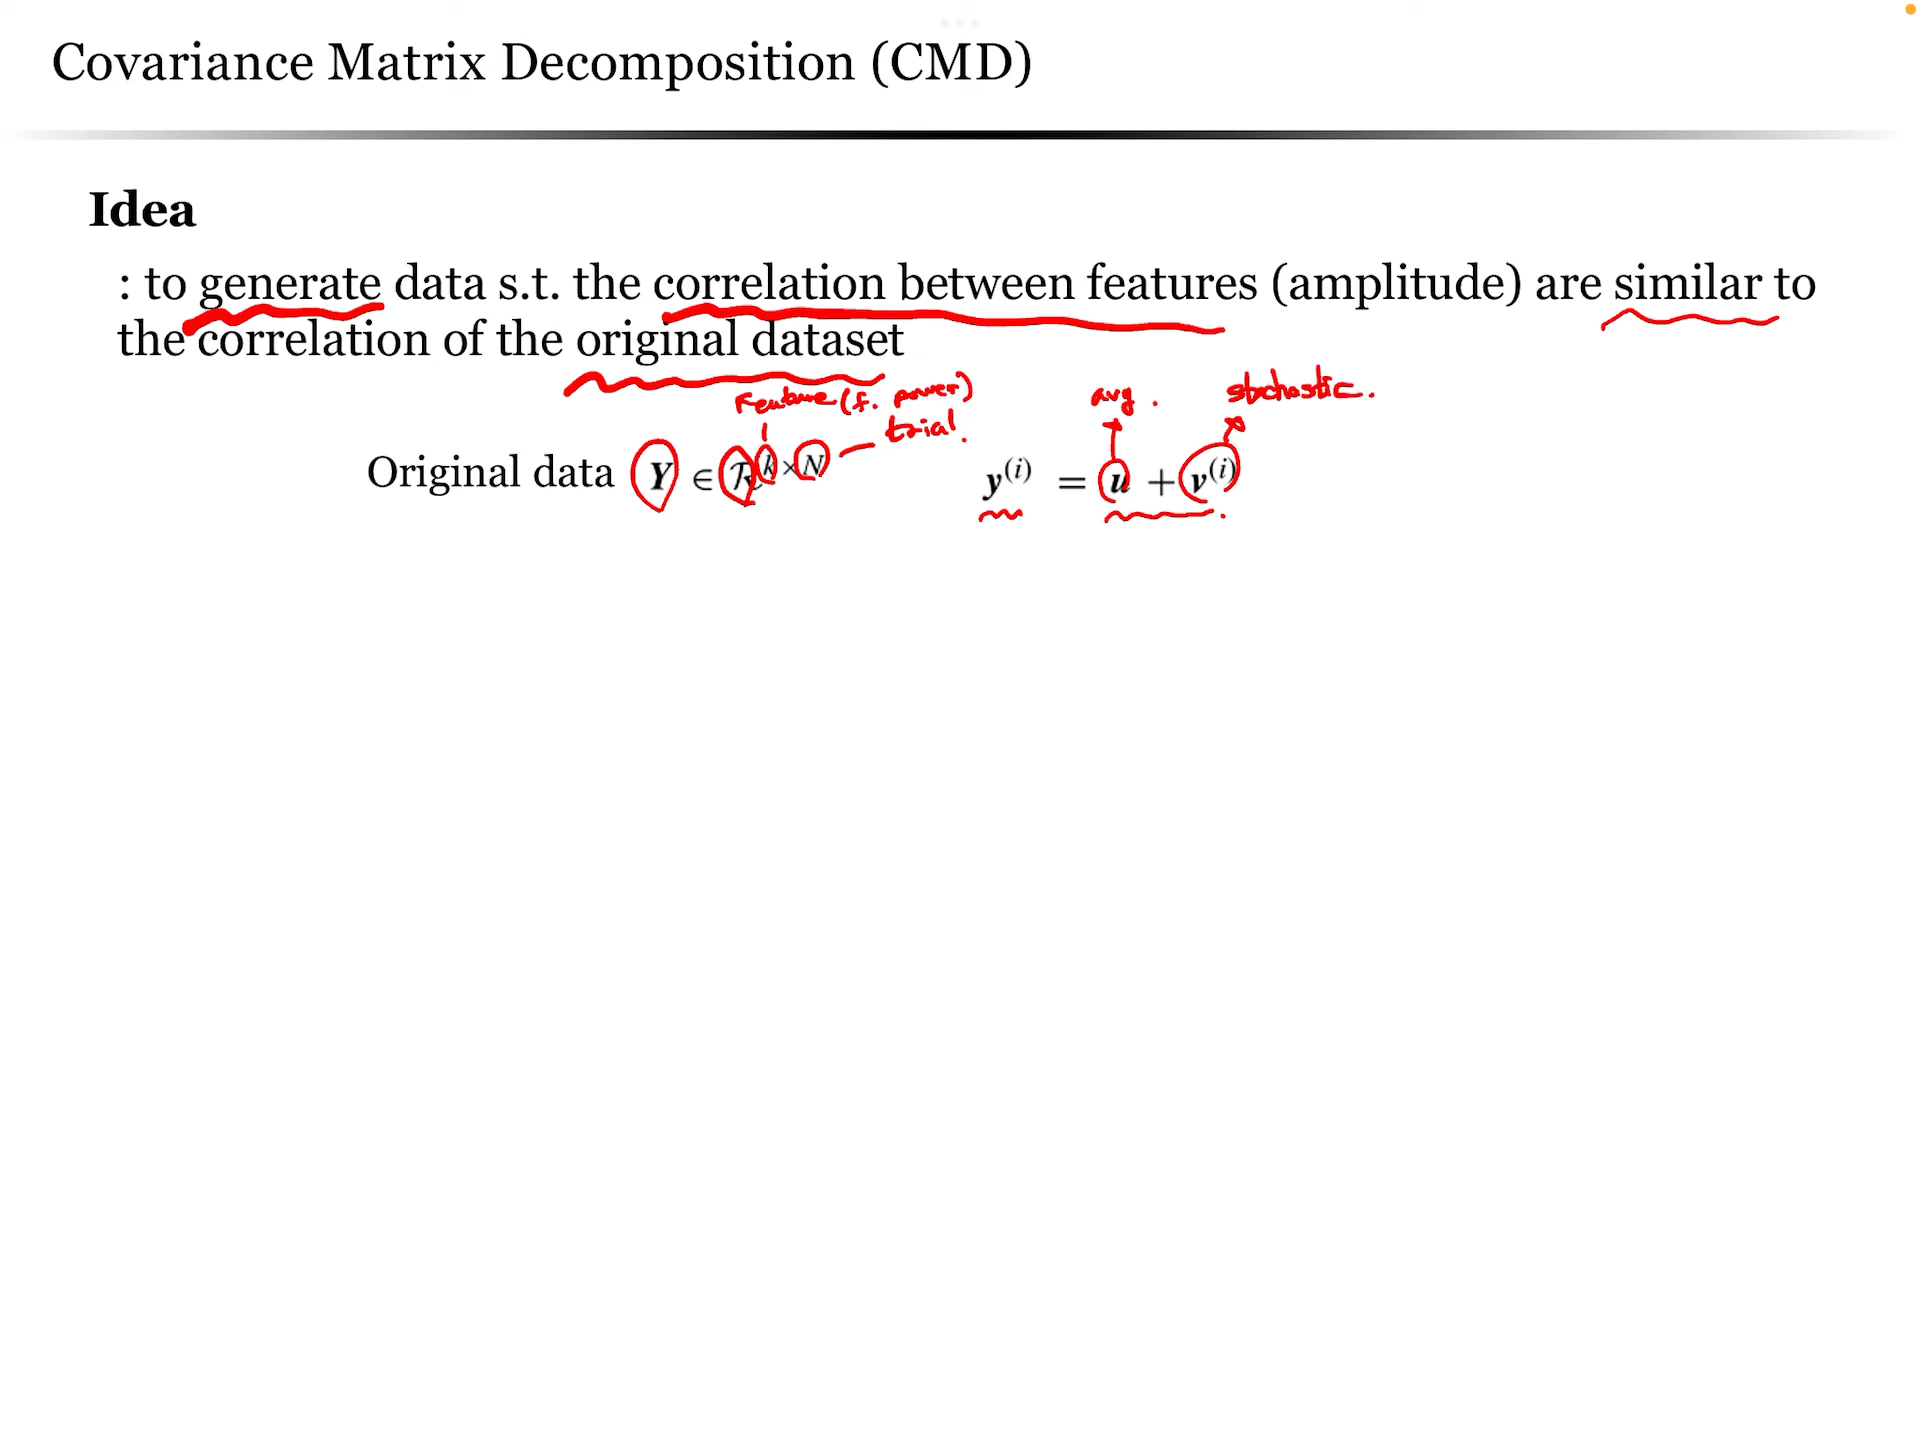 Covariance Matrix Decomposition (CMD)
Idea
: to generate data s.t. the correlation between features (amplitude) are similar to
the correlation of the original dataset
Feature (f. power)
trial.
avg.
stochastic.
Original data Y ∈ R^{k×N}
y^{(i)} = u + v^{(i)}